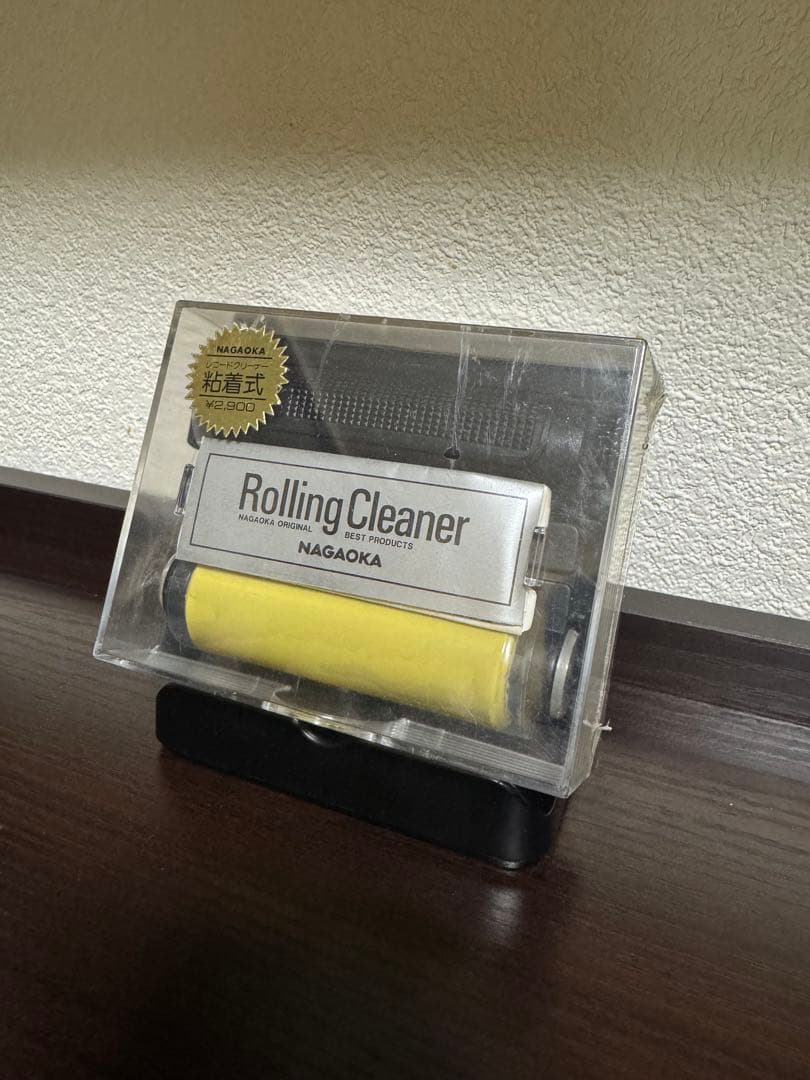 NAGAOKA
レコードクリーナー
粘着式
¥2,900
Rolling Cleaner
NAGAOKA ORIGINAL BEST PRODUCTS
NAGAOKA